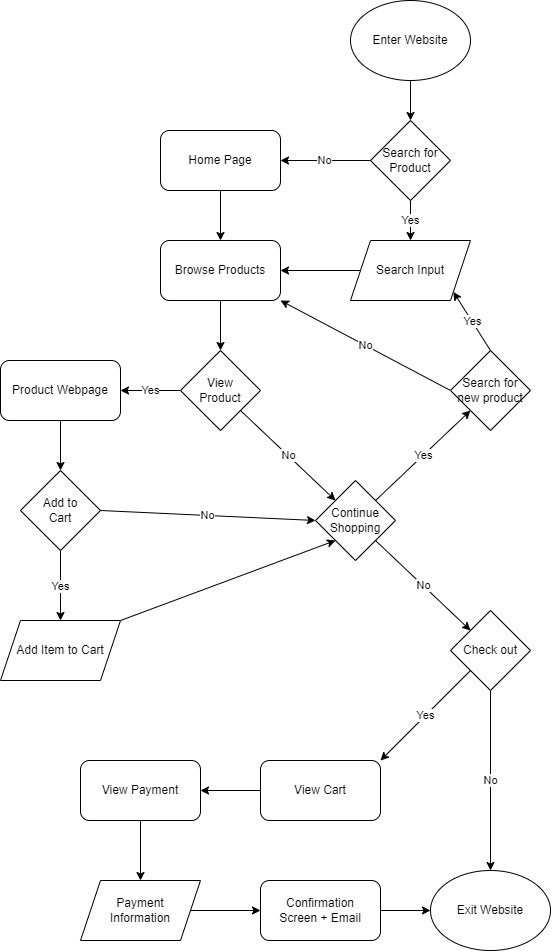 Enter Website
Search for
Product
No
Home Page
Yes
Browse Products
Search Input
Yes
No
View
Product
Yes
Product Webpage
Search for
new product
No
Yes
Add to
Cart
No
Continue
Shopping
Yes
No
Add Item to Cart
Check out
Yes
No
View Payment
View Cart
Payment
Information
Confirmation
Screen + Email
Exit Website